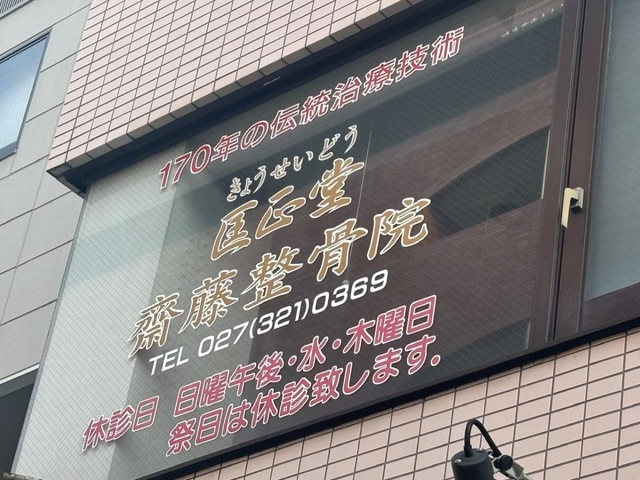 170年の伝統治療技術
きょうせいどう
匡正堂
齋藤整骨院
TEL 027(321)0369
休診日 日曜午後・水・木曜日
祭日は休診致します.